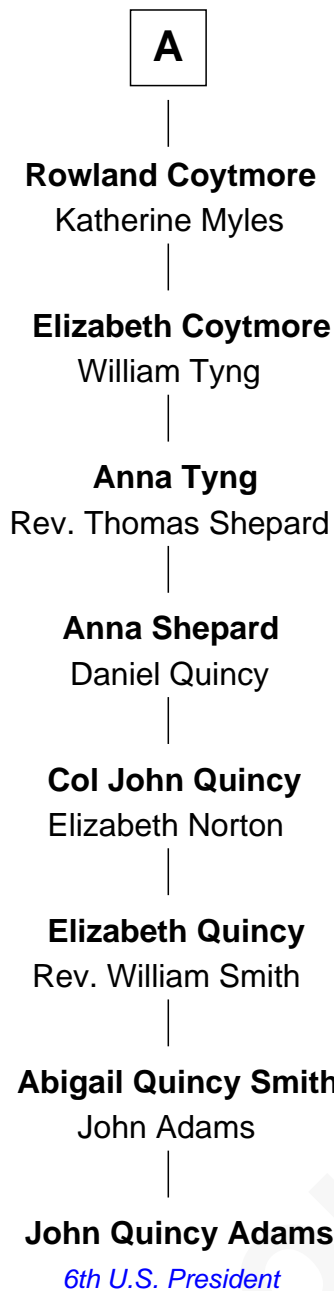 A
Rowland Coytmore
Katherine Myles
Elizabeth Coytmore
William Tyng
Anna Tyng
Rev. Thomas Shepard
Anna Shepard
Daniel Quincy
Col John Quincy
Elizabeth Norton
Elizabeth Quincy
Rev. William Smith
Abigail Quincy Smith
John Adams
John Quincy Adams
6th U.S. President